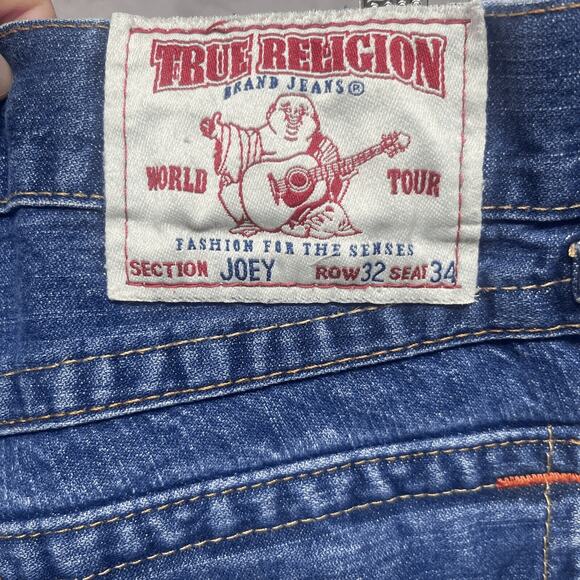 TRUE RELIGION
BRAND JEANS®
WORLD TOUR
FASHION FOR THE SENSES
SECTION JOEY ROW 32 SEAT 34